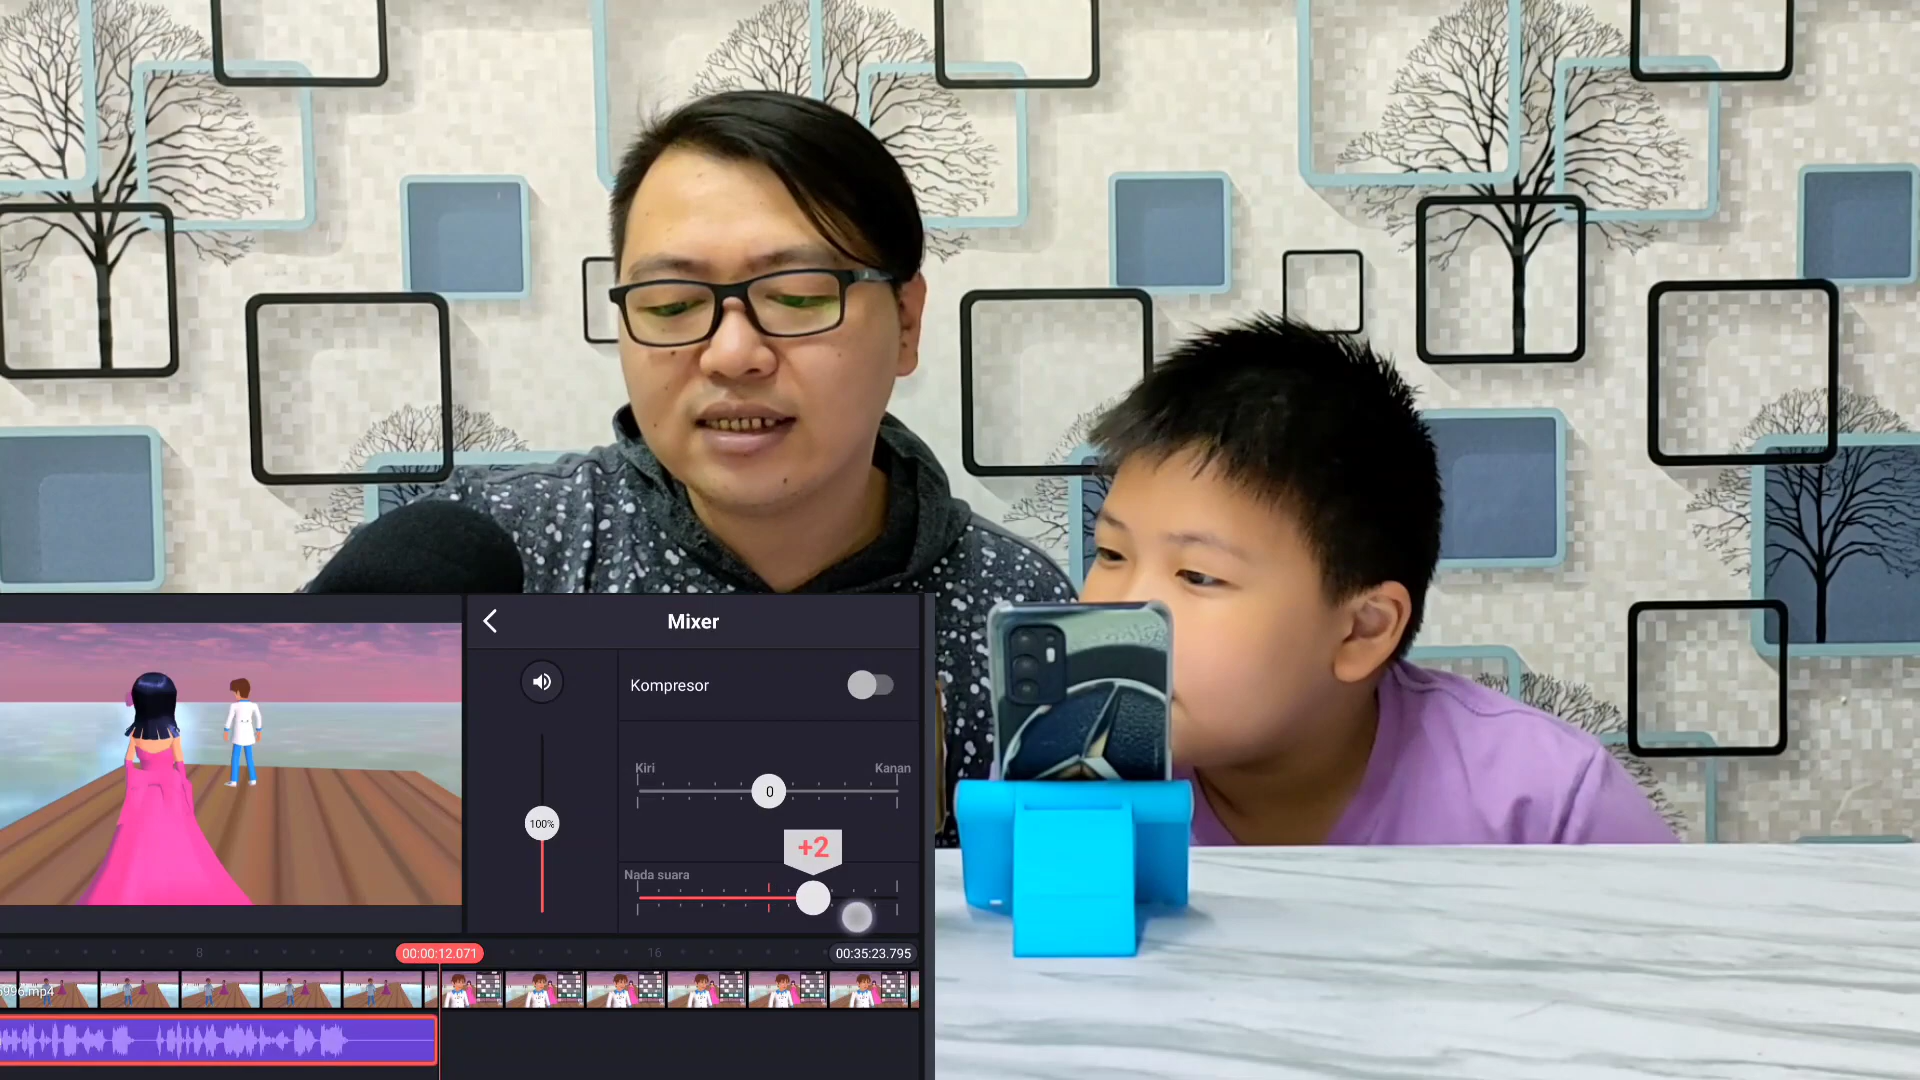 Mixer
Kompresor
Kiri
Kanan
0
100%
+2
Nada suara
8
00:00:12.071
16
00:35:23.795
5996.mp4